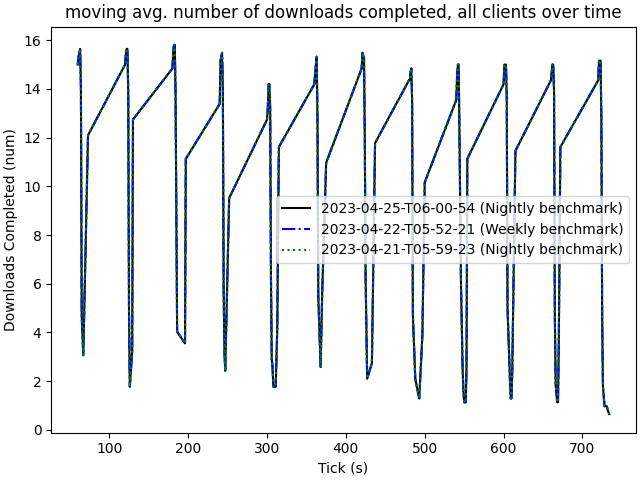 moving avg. number of downloads completed, all clients over time
Downloads Completed (num)
16
14
12
10
8
6
4
2
0
2023-04-25-T06-00-54 (Nightly benchmark)
2023-04-22-T05-52-21 (Weekly benchmark)
2023-04-21-T05-59-23 (Nightly benchmark)
100 200 300 400 500 600 700
Tick (s)